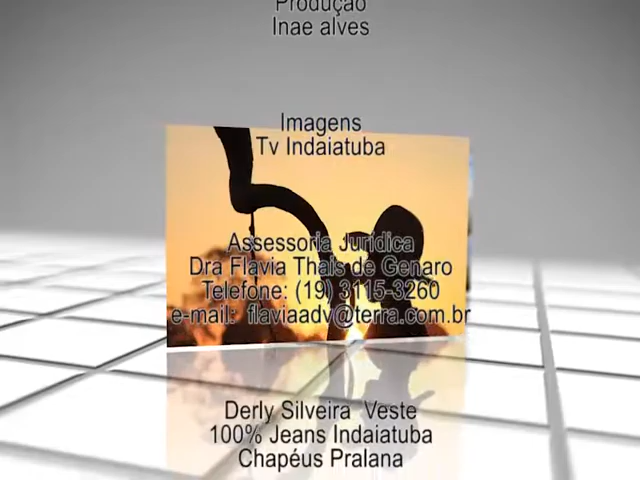 Produção
Inae alves
Imagens
Tv Indaiatuba
Assessoria Jurídica
Dra Flavia Thais de Genaro
Telefone: (19) 3115-3260
e-mail: flaviaadv@terra.com.br
Derly Silveira Veste
100% Jeans Indaiatuba
Chapéus Pralana